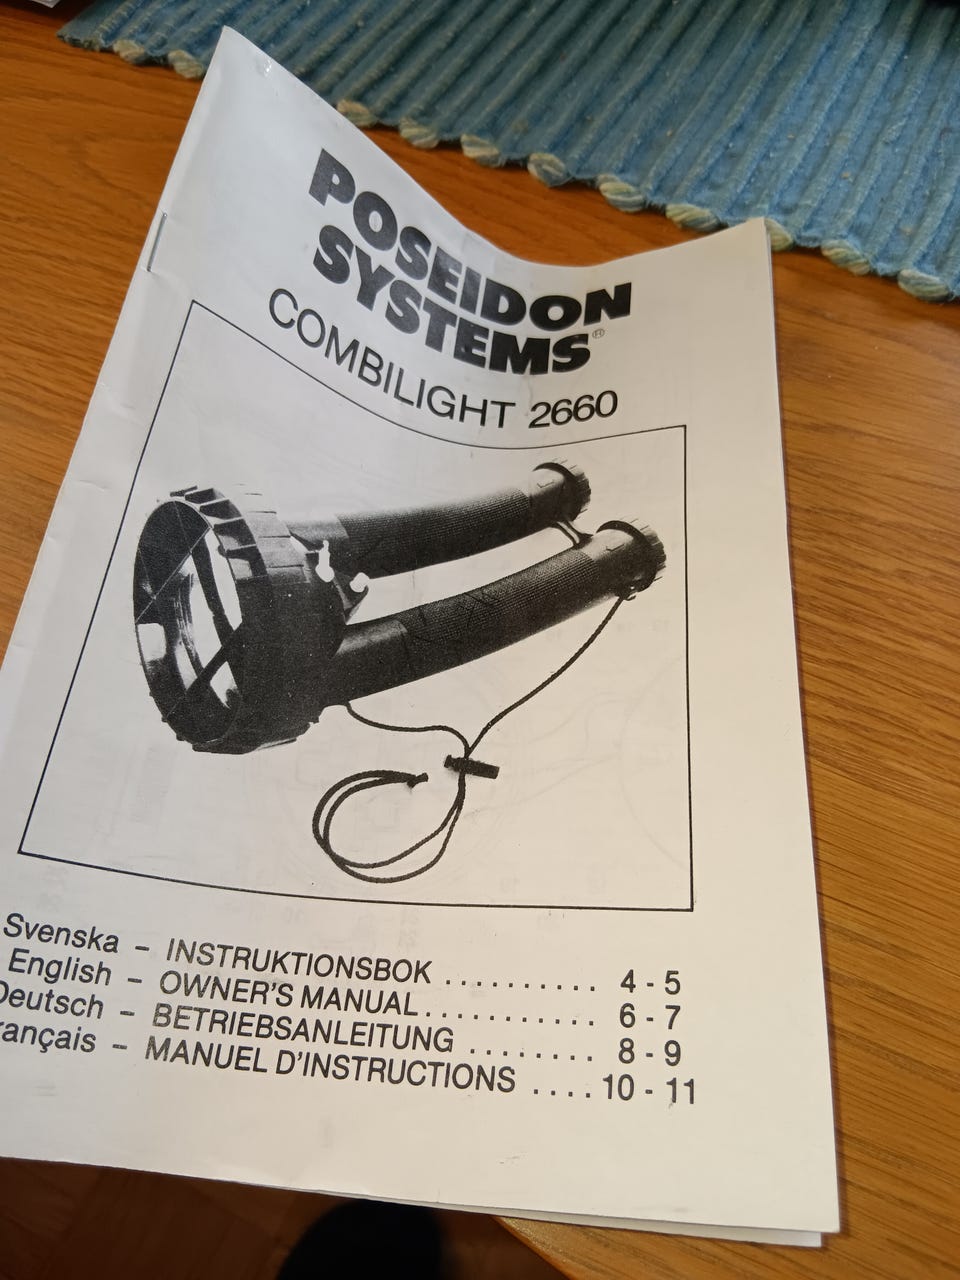 POSEIDON
SYSTEMS®
COMBILIGHT 2660
Svenska – INSTRUKTIONSBOK .......... 4 - 5
English – OWNER'S MANUAL........... 6 - 7
Deutsch – BETRIEBSANLEITUNG ........ 8 - 9
rançais – MANUEL D'INSTRUCTIONS .... 10 - 11